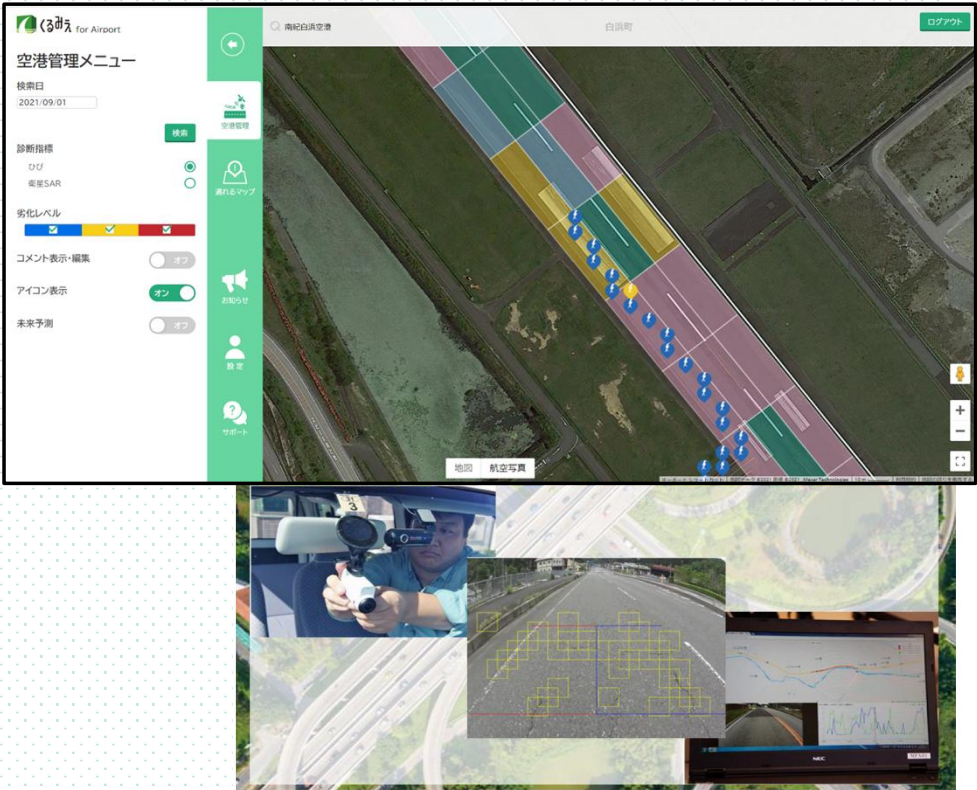 くるみえ for Airport
空港管理メニュー
検索日
2021/09/01
検索
診断指標
ひび
衛星SAR
劣化レベル
コメント表示・編集
オフ
アイコン表示
オン
未来予測
オフ
空港管理
通れるマップ
お知らせ
設定
サポート
南紀白浜空港
白浜町
ログアウト
地図
航空写真
3
NEC